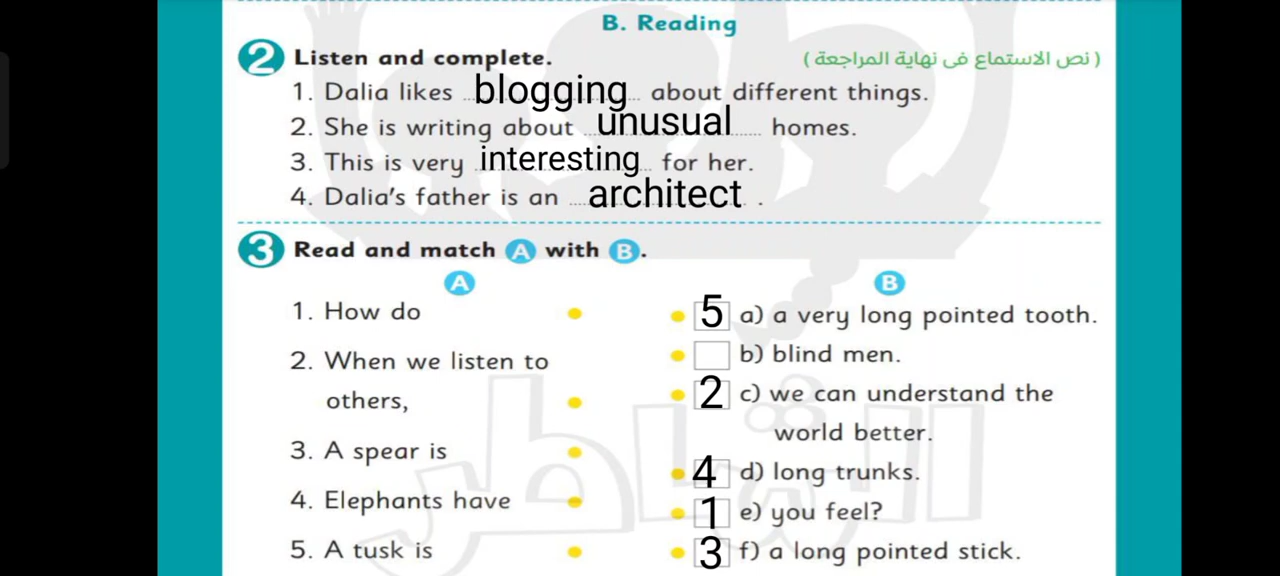 B. Reading
2 Listen and complete. ( نص الاستماع فى نهاية المراجعة )
1. Dalia likes blogging about different things.
2. She is writing about unusual homes.
3. This is very interesting for her.
4. Dalia's father is an architect .
3 Read and match A with B.
A B
1. How do 5 a) a very long pointed tooth.
2. When we listen to b) blind men.
others, 2 c) we can understand the
world better.
3. A spear is 4 d) long trunks.
4. Elephants have 1 e) you feel?
5. A tusk is 3 f) a long pointed stick.